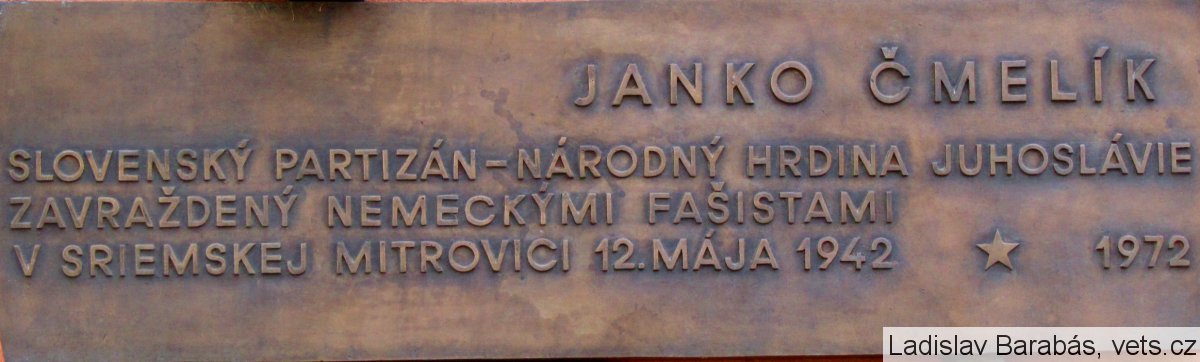 JANKO ČMELÍK
SLOVENSKÝ PARTIZÁN-NÁRODNÝ HRDINA JUHOSLÁVIE
ZAVRAŽDENÝ NEMECKÝMI FAŠISTAMI
V SRIEMSKEJ MITROVICI 12. MÁJA 1942 ★ 1972
Ladislav Barabás, vets.cz